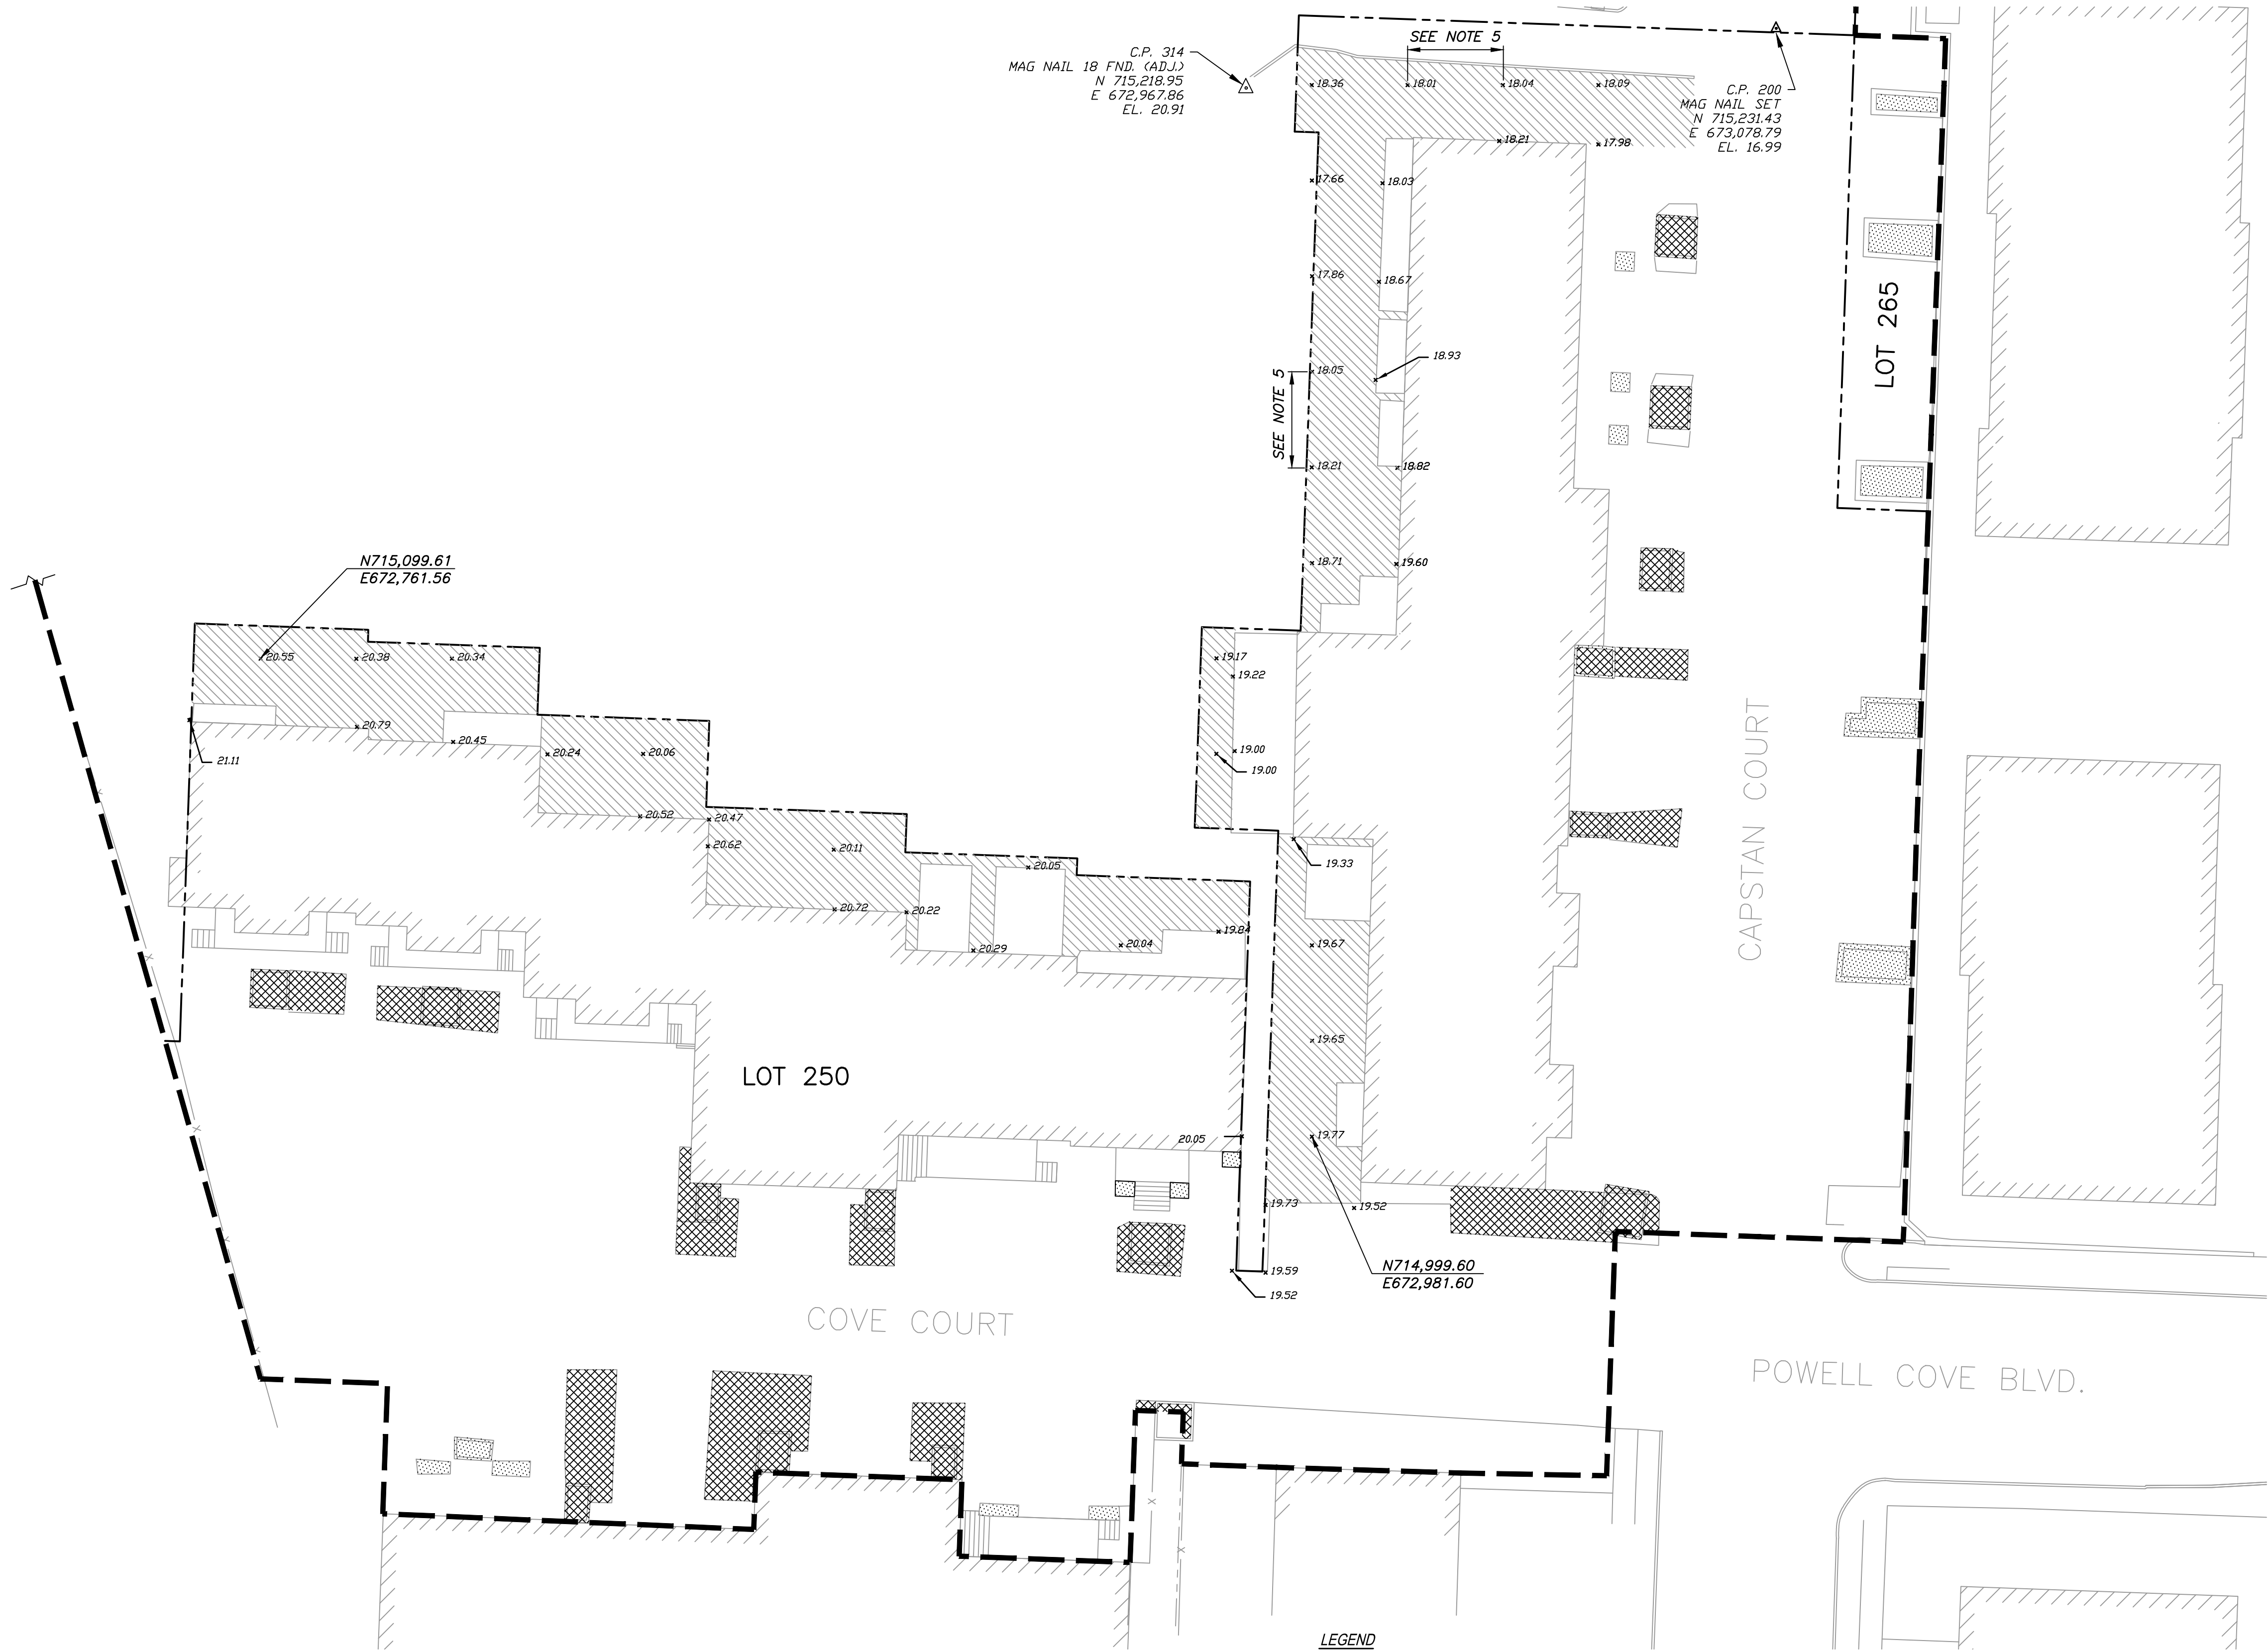 C.P. 314
MAG NAIL 18 FND. (ADJ.)
N 715,218.95
E 672,967.86
EL. 20.91
SEE NOTE 5
C.P. 200
MAG NAIL SET
N 715,231.43
E 673,078.79
EL. 16.99
18.36
18.01
18.04
18.09
18.21
17.98
17.66
18.03
17.86
18.67
LOT 265
18.93
18.05
SEE NOTE 5
18.21
18.82
18.71
19.60
N715,099.61
E672,761.56
20.55
20.38
20.34
19.17
19.22
20.79
20.45
20.24
20.06
19.00
19.00
21.11
CAPSTAN COURT
20.52
20.47
20.62
20.11
19.33
20.05
20.72
20.22
19.84
20.04
20.29
19.67
19.65
LOT 250
20.05
19.77
19.73
19.52
N714,999.60
E672,981.60
19.59
19.52
COVE COURT
POWELL COVE BLVD.
LEGEND